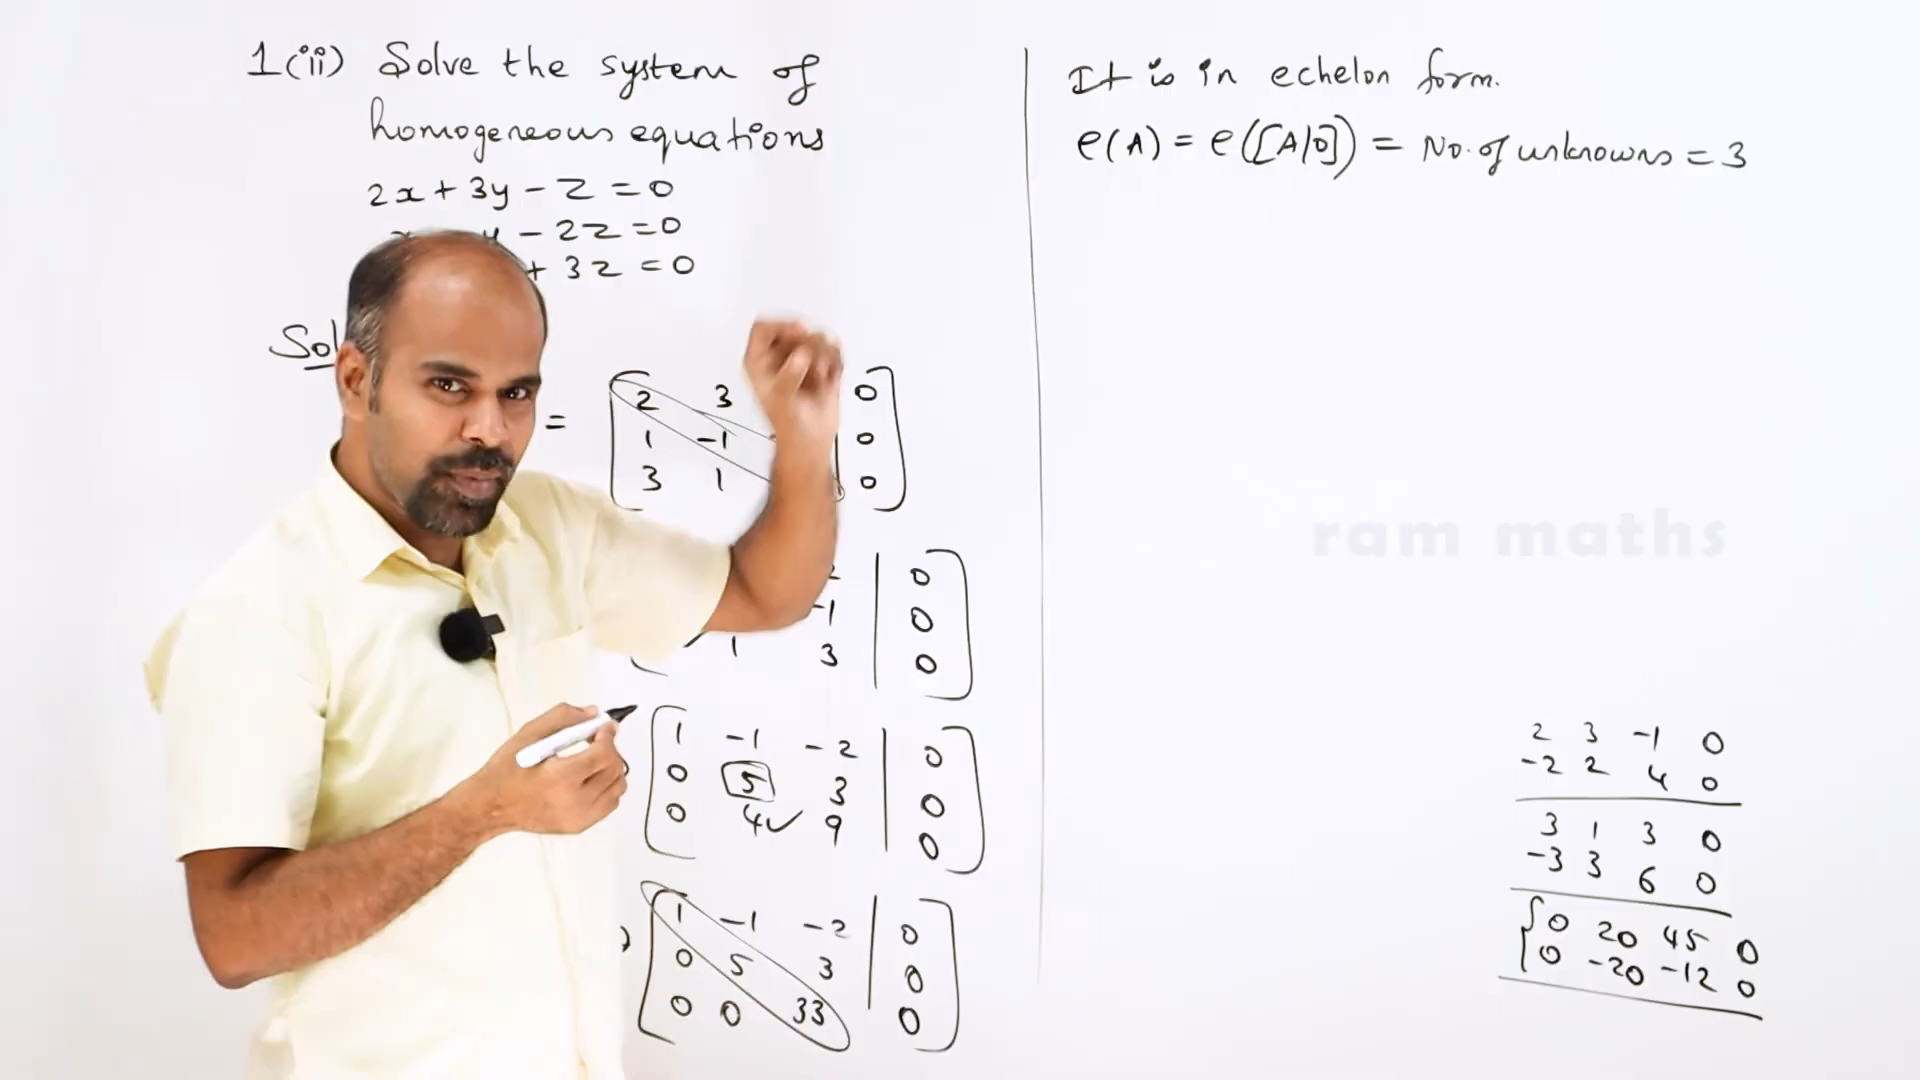 1(ii) Solve the system of
homogeneous equations
2x + 3y - z = 0
- 2z = 0
+ 3z = 0
Sol
= 2 3 0
1 -1 0
3 1 0
0
-1 0
1 3 0
1 -1 -2 0
0 5 3 0
0 4✓ 9 0
1 -1 -2 0
0 5 3 0
0 0 33 0
It is in echelon form.
ρ(A) = ρ([A|0]) = No. of unknowns = 3
ram maths
2 3 -1 0
-2 2 4 0
3 1 3 0
-3 3 6 0
0 20 45 0
0 -20 -12 0